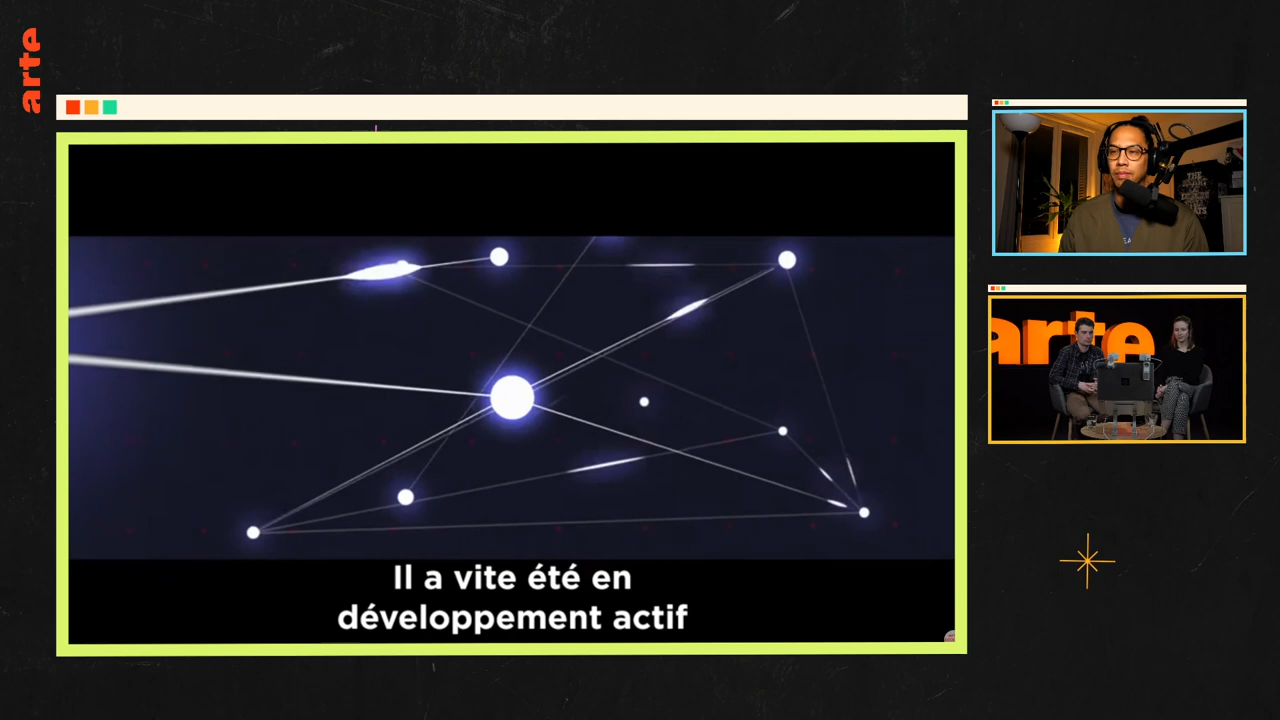 arte
arte
Il a vite été en
développement actif